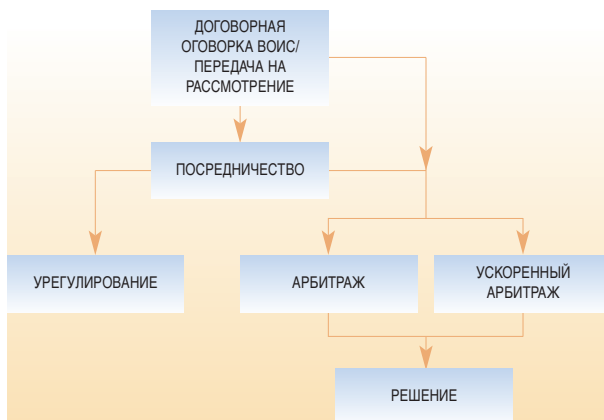 ДОГОВОРНАЯ
ОГОВОРКА ВОИС/
ПЕРЕДАЧА НА
РАССМОТРЕНИЕ
ПОСРЕДНИЧЕСТВО
УРЕГУЛИРОВАНИЕ
АРБИТРАЖ
УСКОРЕННЫЙ
АРБИТРАЖ
РЕШЕНИЕ